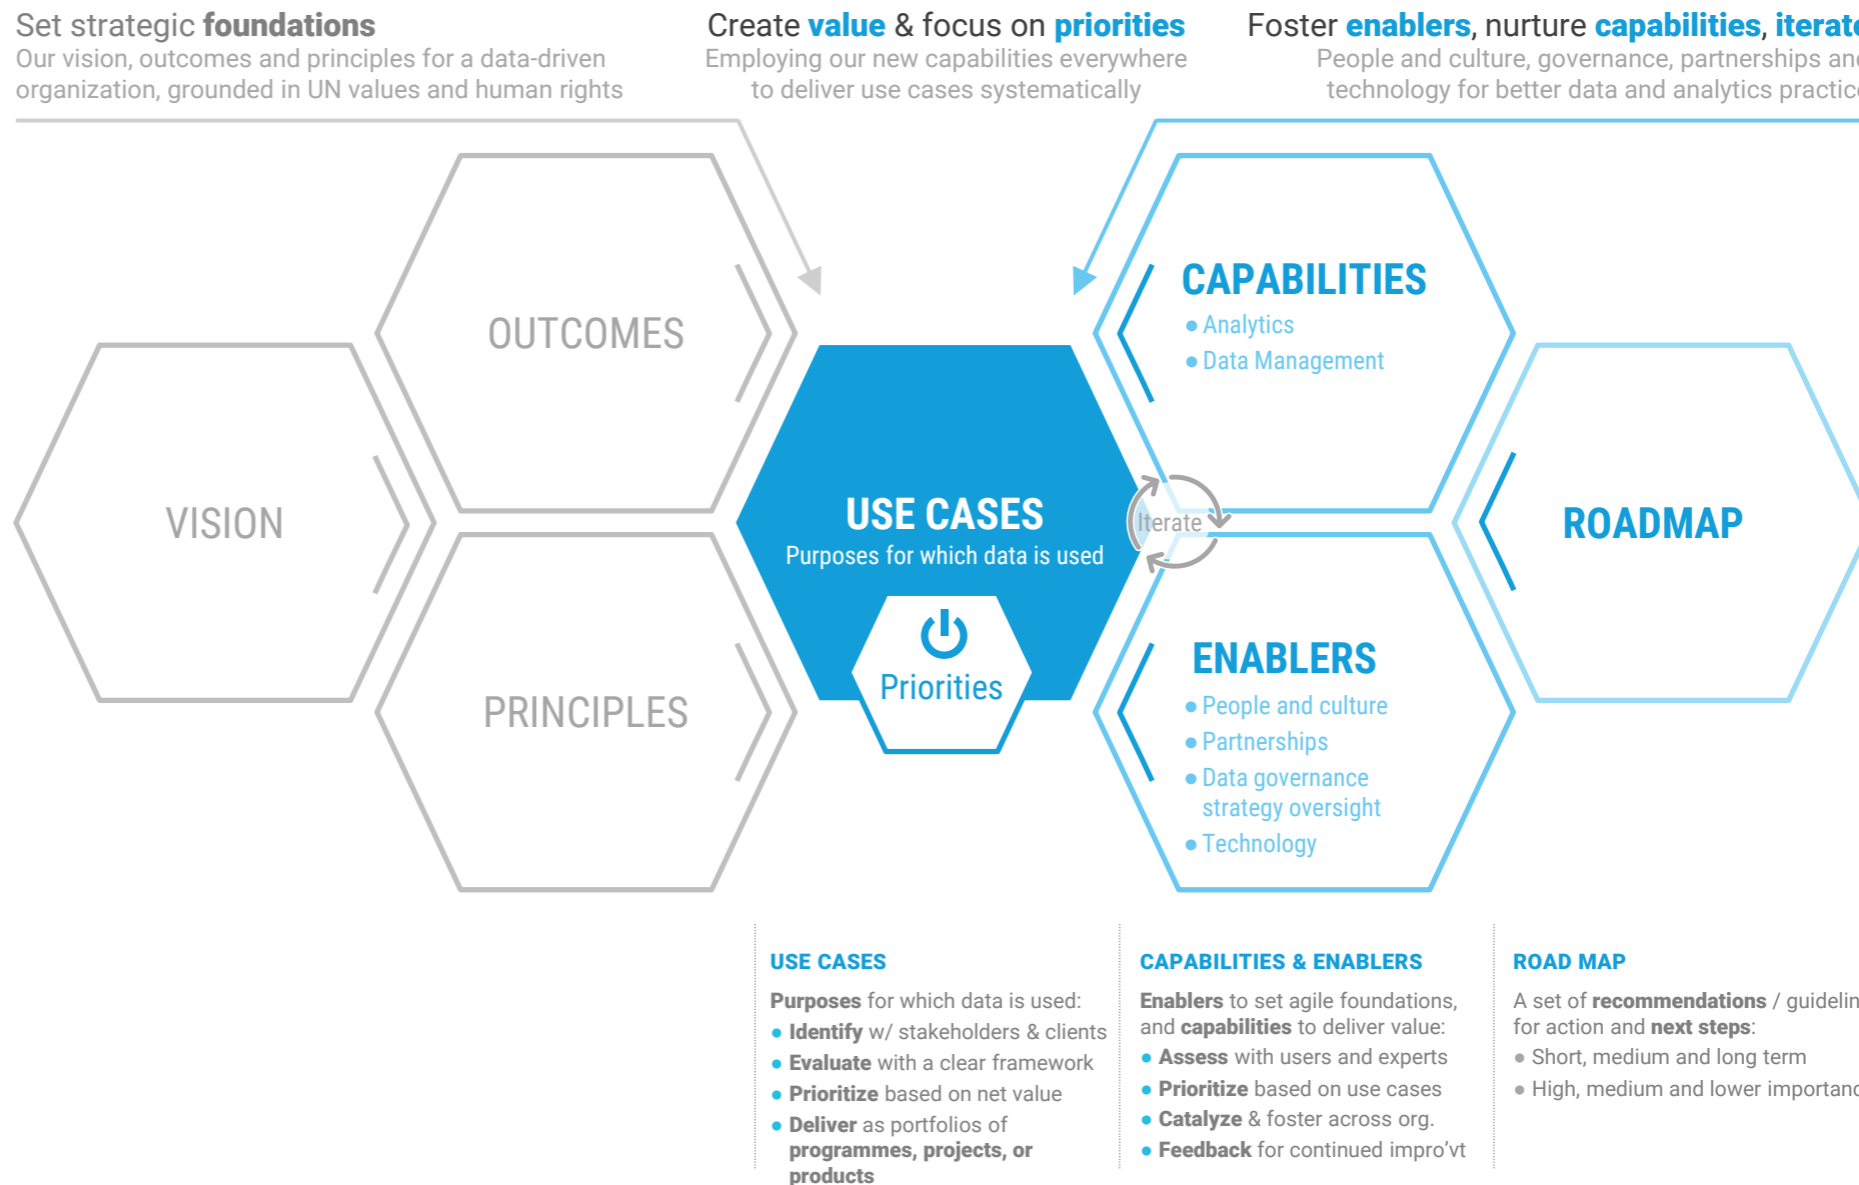 Set strategic foundations
Our vision, outcomes and principles for a data-driven
organization, grounded in UN values and human rights
Create value & focus on priorities
Employing our new capabilities everywhere
to deliver use cases systematically
Foster enablers, nurture capabilities, iterate
People and culture, governance, partnerships and
technology for better data and analytics practice
VISION
OUTCOMES
PRINCIPLES
USE CASES
Purposes for which data is used
Priorities
Iterate
CAPABILITIES
● Analytics
● Data Management
ENABLERS
● People and culture
● Partnerships
● Data governance
strategy oversight
● Technology
ROADMAP
USE CASES
Purposes for which data is used:
● Identify w/ stakeholders & clients
● Evaluate with a clear framework
● Prioritize based on net value
● Deliver as portfolios of
programmes, projects, or
products
CAPABILITIES & ENABLERS
Enablers to set agile foundations,
and capabilities to deliver value:
● Assess with users and experts
● Prioritize based on use cases
● Catalyze & foster across org.
● Feedback for continued impro'vt
ROAD MAP
A set of recommendations / guidelin
for action and next steps:
● Short, medium and long term
● High, medium and lower importanc